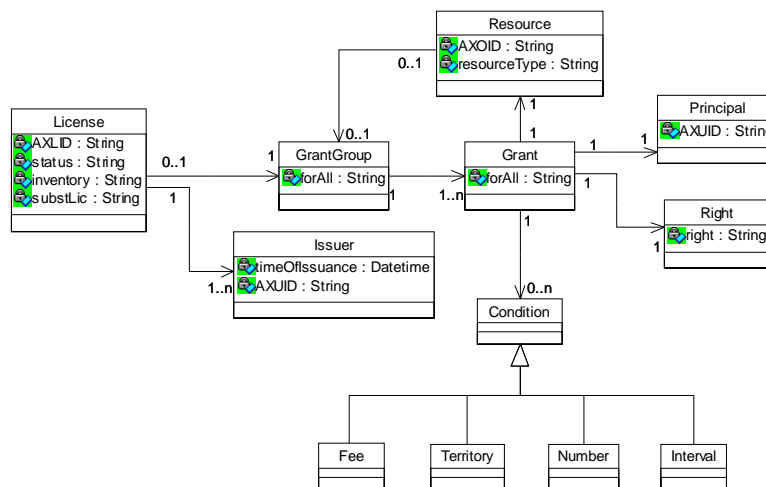 Resource
AXOID : String
resourceType : String
0..1
1
0..1
1
License
AXLID : String
status : String
inventory : String
substLic : String
0..1
1
GrantGroup
forAll : String
1
1..n
Grant
forAll : String
1
1
Principal
AXUID : String
1
1
Right
right : String
1
1..n
Issuer
timeOfIssuance : Datetime
AXUID : String
1
0..n
Condition
Fee
Territory
Number
Interval